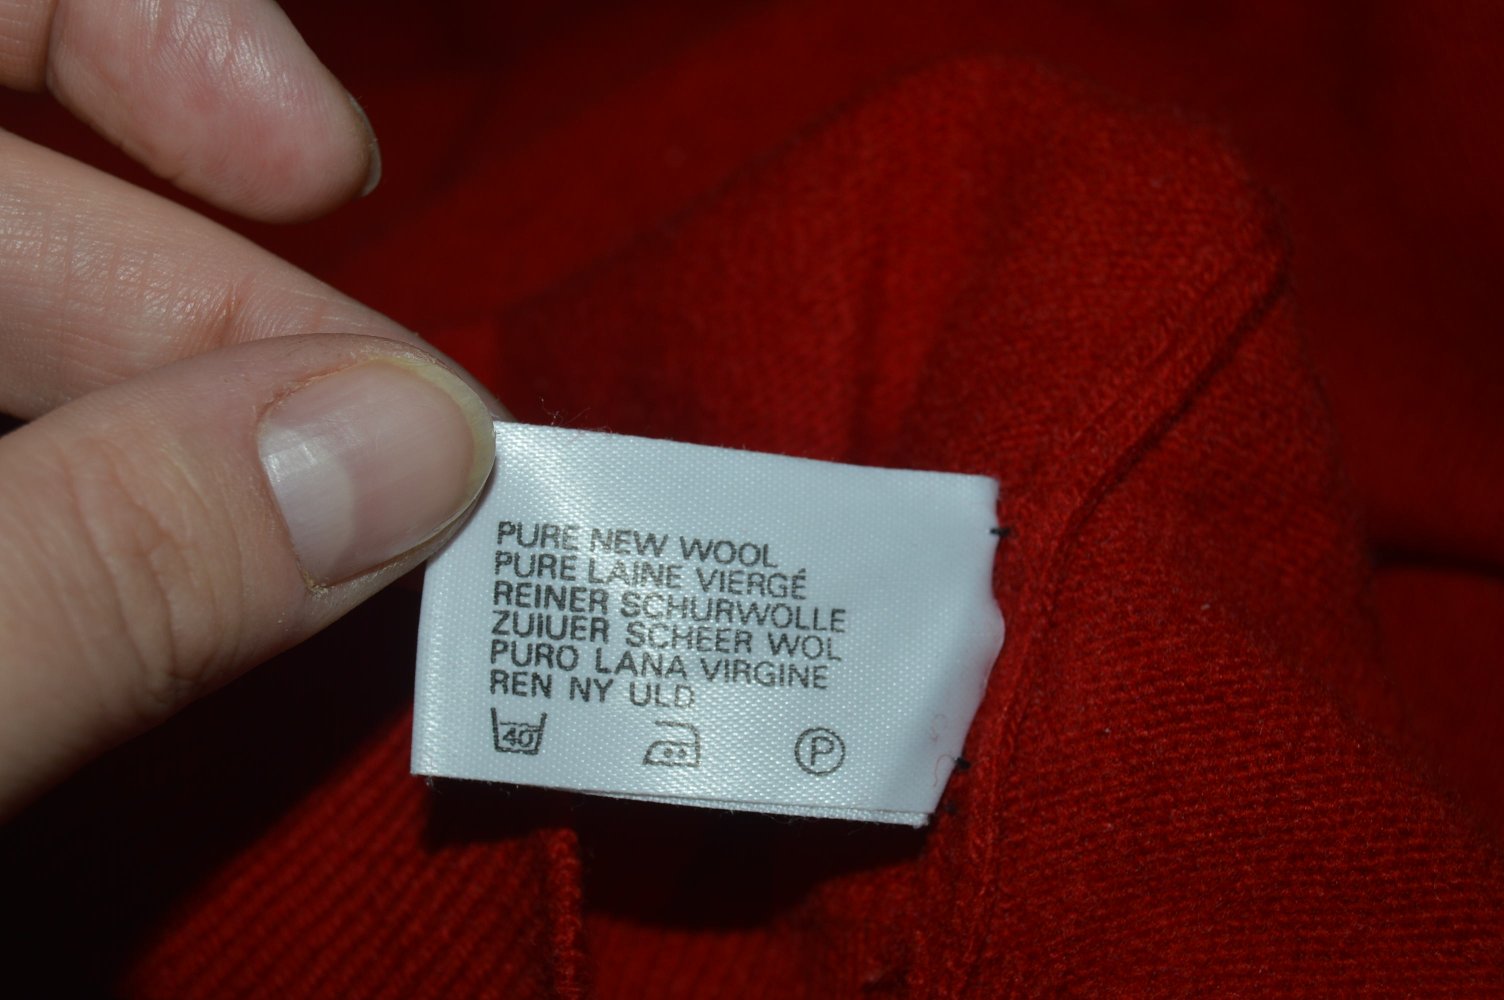 PURE NEW WOOL
PURE LAINE VIERGÉ
REINER SCHURWOLLE
ZUIUER SCHEER WOL
PURO LANA VIRGINE
REN NY ULD
40 P